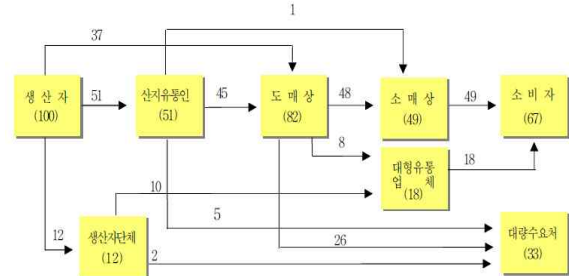 1
37
생 산 자
(100)
51
산지유통인
(51)
45
도 매 상
(82)
48
소 매 상
(49)
49
소 비 자
(67)
8
대형유통
업 체
(18)
18
10
5
12
생산자단체
(12)
2
26
대량수요처
(33)